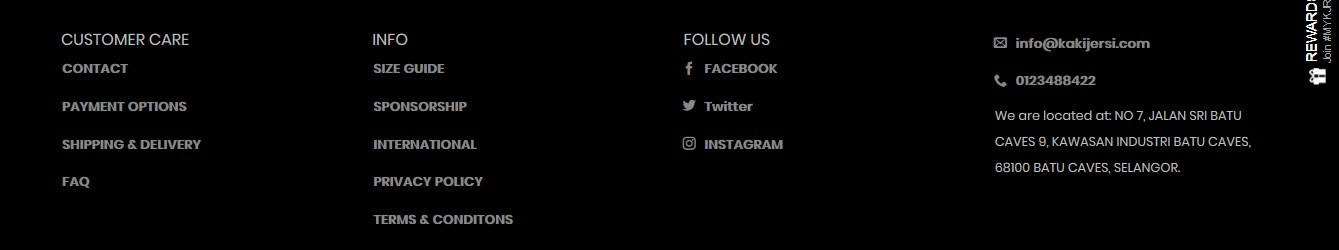 CUSTOMER CARE
CONTACT
PAYMENT OPTIONS
SHIPPING & DELIVERY
FAQ
INFO
SIZE GUIDE
SPONSORSHIP
INTERNATIONAL
PRIVACY POLICY
TERMS & CONDITONS
FOLLOW US
FACEBOOK
Twitter
INSTAGRAM
info@kakijersi.com
0123488422
We are located at: NO 7, JALAN SRI BATU
CAVES 9, KAWASAN INDUSTRI BATU CAVES,
68100 BATU CAVES, SELANGOR.
REWARDS
Join